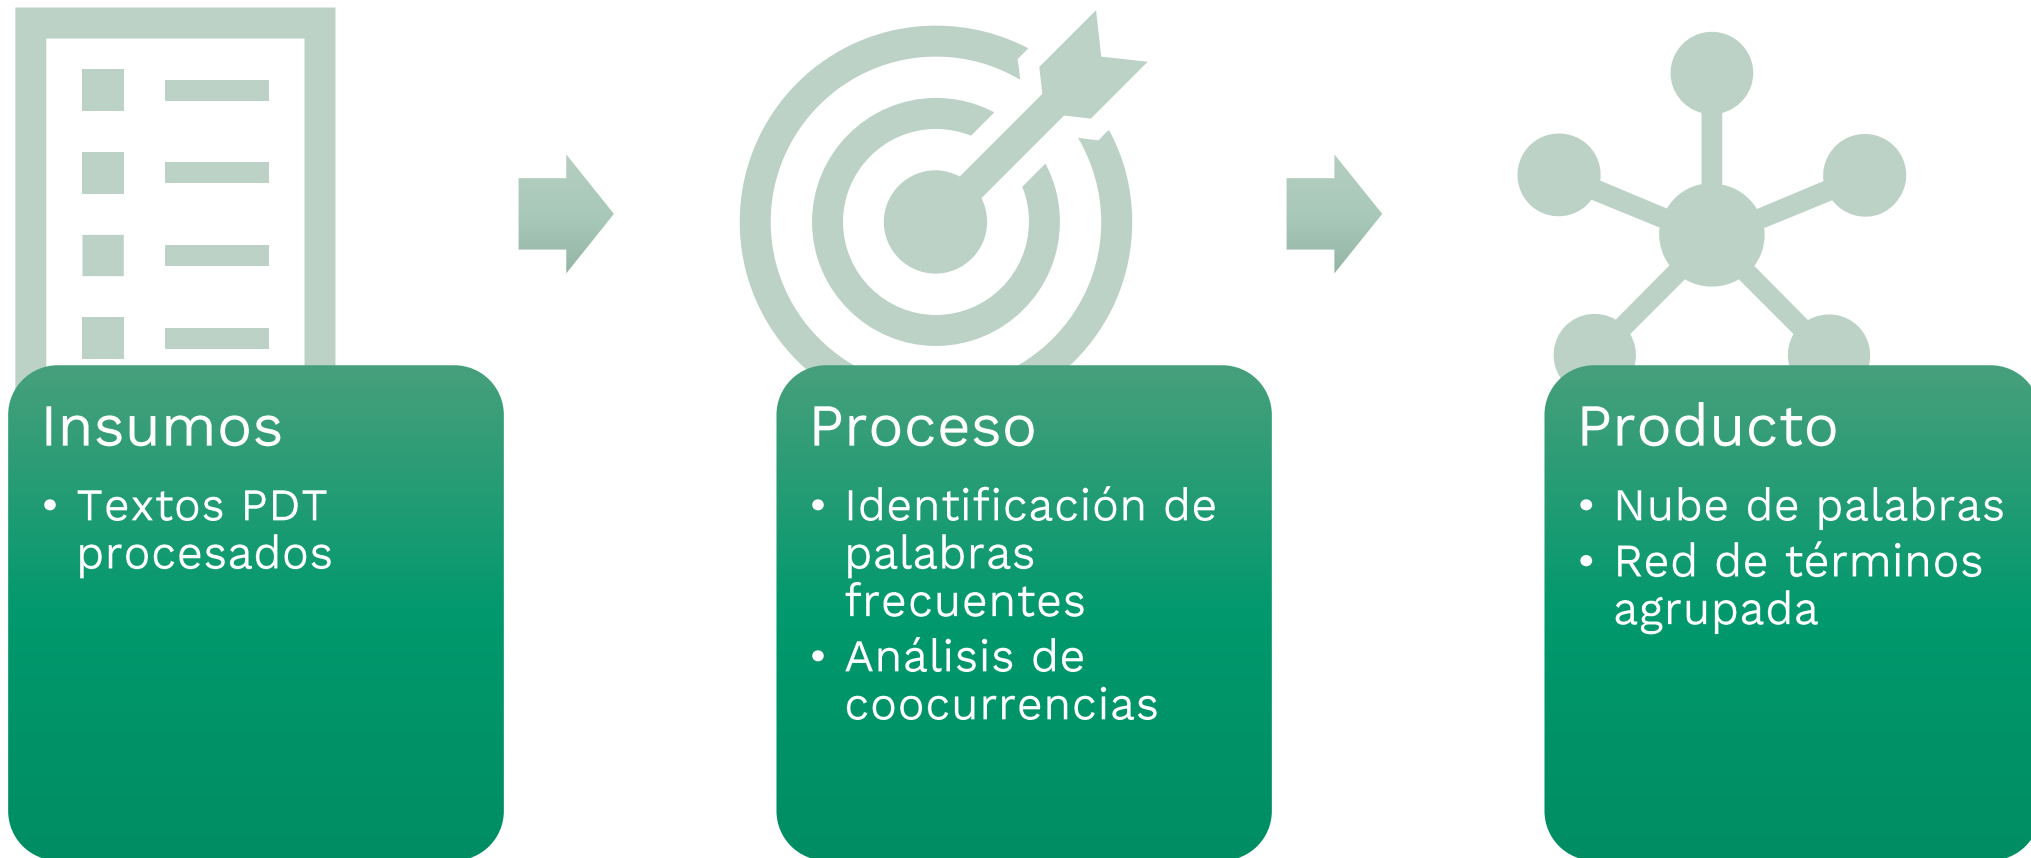 Insumos
• Textos PDT
procesados
Proceso
• Identificación de
palabras
frecuentes
• Análisis de
coocurrencias
Producto
• Nube de palabras
• Red de términos
agrupada